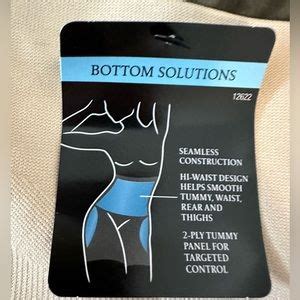 BOTTOM SOLUTIONS
12622
SEAMLESS
CONSTRUCTION
HI-WAIST DESIGN
HELPS SMOOTH
TUMMY, WAIST,
REAR AND
THIGHS
2-PLY TUMMY
PANEL FOR
TARGETED
CONTROL